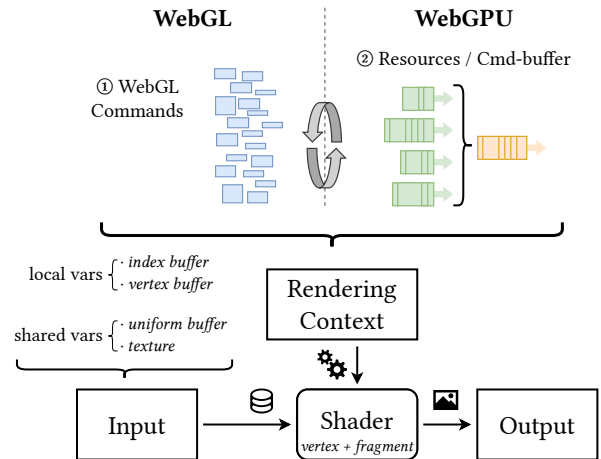 WebGL
WebGPU
① WebGL
Commands
② Resources / Cmd-buffer
local vars
· index buffer
· vertex buffer
shared vars
· uniform buffer
· texture
Rendering
Context
Input
Shader
vertex + fragment
Output